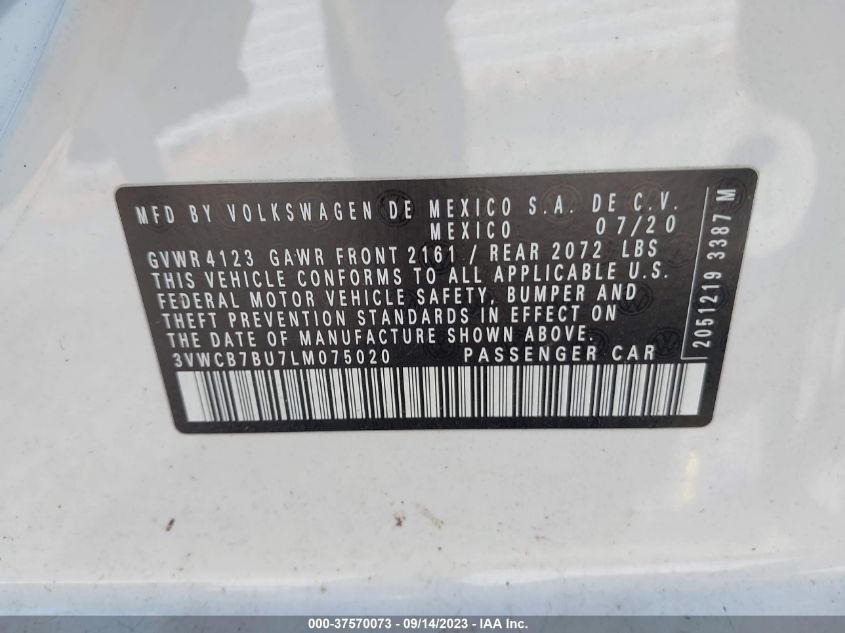 MFD BY VOLKSWAGEN DE MEXICO S.A. DE C.V.
MEXICO 07/20
GVWR 4123 GAWR FRONT 2161 / REAR 2072 LBS
THIS VEHICLE CONFORMS TO ALL APPLICABLE U.S.
FEDERAL MOTOR VEHICLE SAFETY, BUMPER AND
THEFT PREVENTION STANDARDS IN EFFECT ON
THE DATE OF MANUFACTURE SHOWN ABOVE.
3VWCB7BU7LM075020 PASSENGER CAR
2051219 3387 M
000-37570073 - 09/14/2023 - IAA Inc.